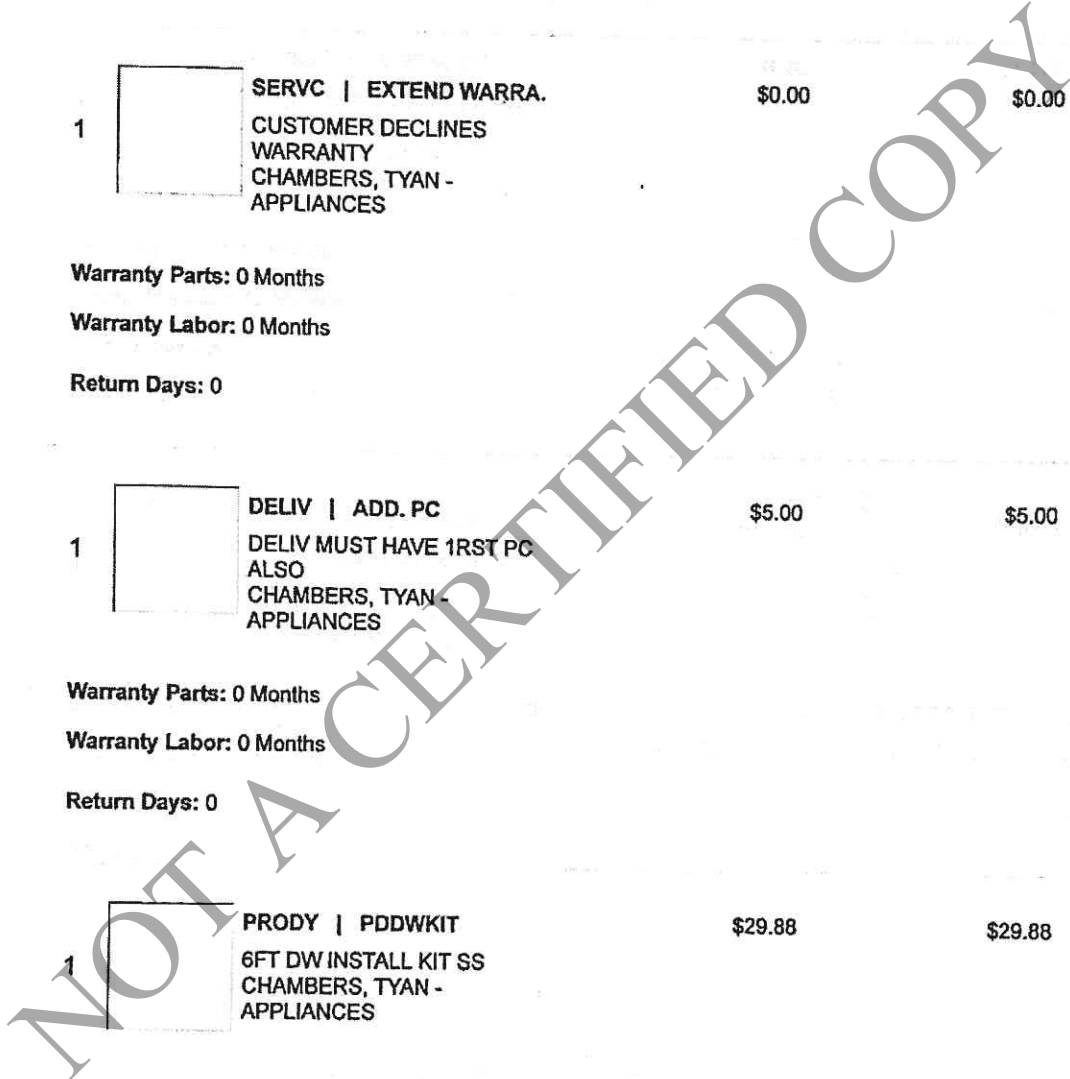 SERVC | EXTEND WARRA. $0.00 $0.00
1 CUSTOMER DECLINES
WARRANTY
CHAMBERS, TYAN -
APPLIANCES
Warranty Parts: 0 Months
Warranty Labor: 0 Months
Return Days: 0
DELIV | ADD. PC $5.00 $5.00
1 DELIV MUST HAVE 1RST PC
ALSO
CHAMBERS, TYAN -
APPLIANCES
Warranty Parts: 0 Months
Warranty Labor: 0 Months
Return Days: 0
PRODY | PDDWKIT $29.88 $29.88
1 6FT DW INSTALL KIT SS
CHAMBERS, TYAN -
APPLIANCES
NOT A CERTIFIED COPY